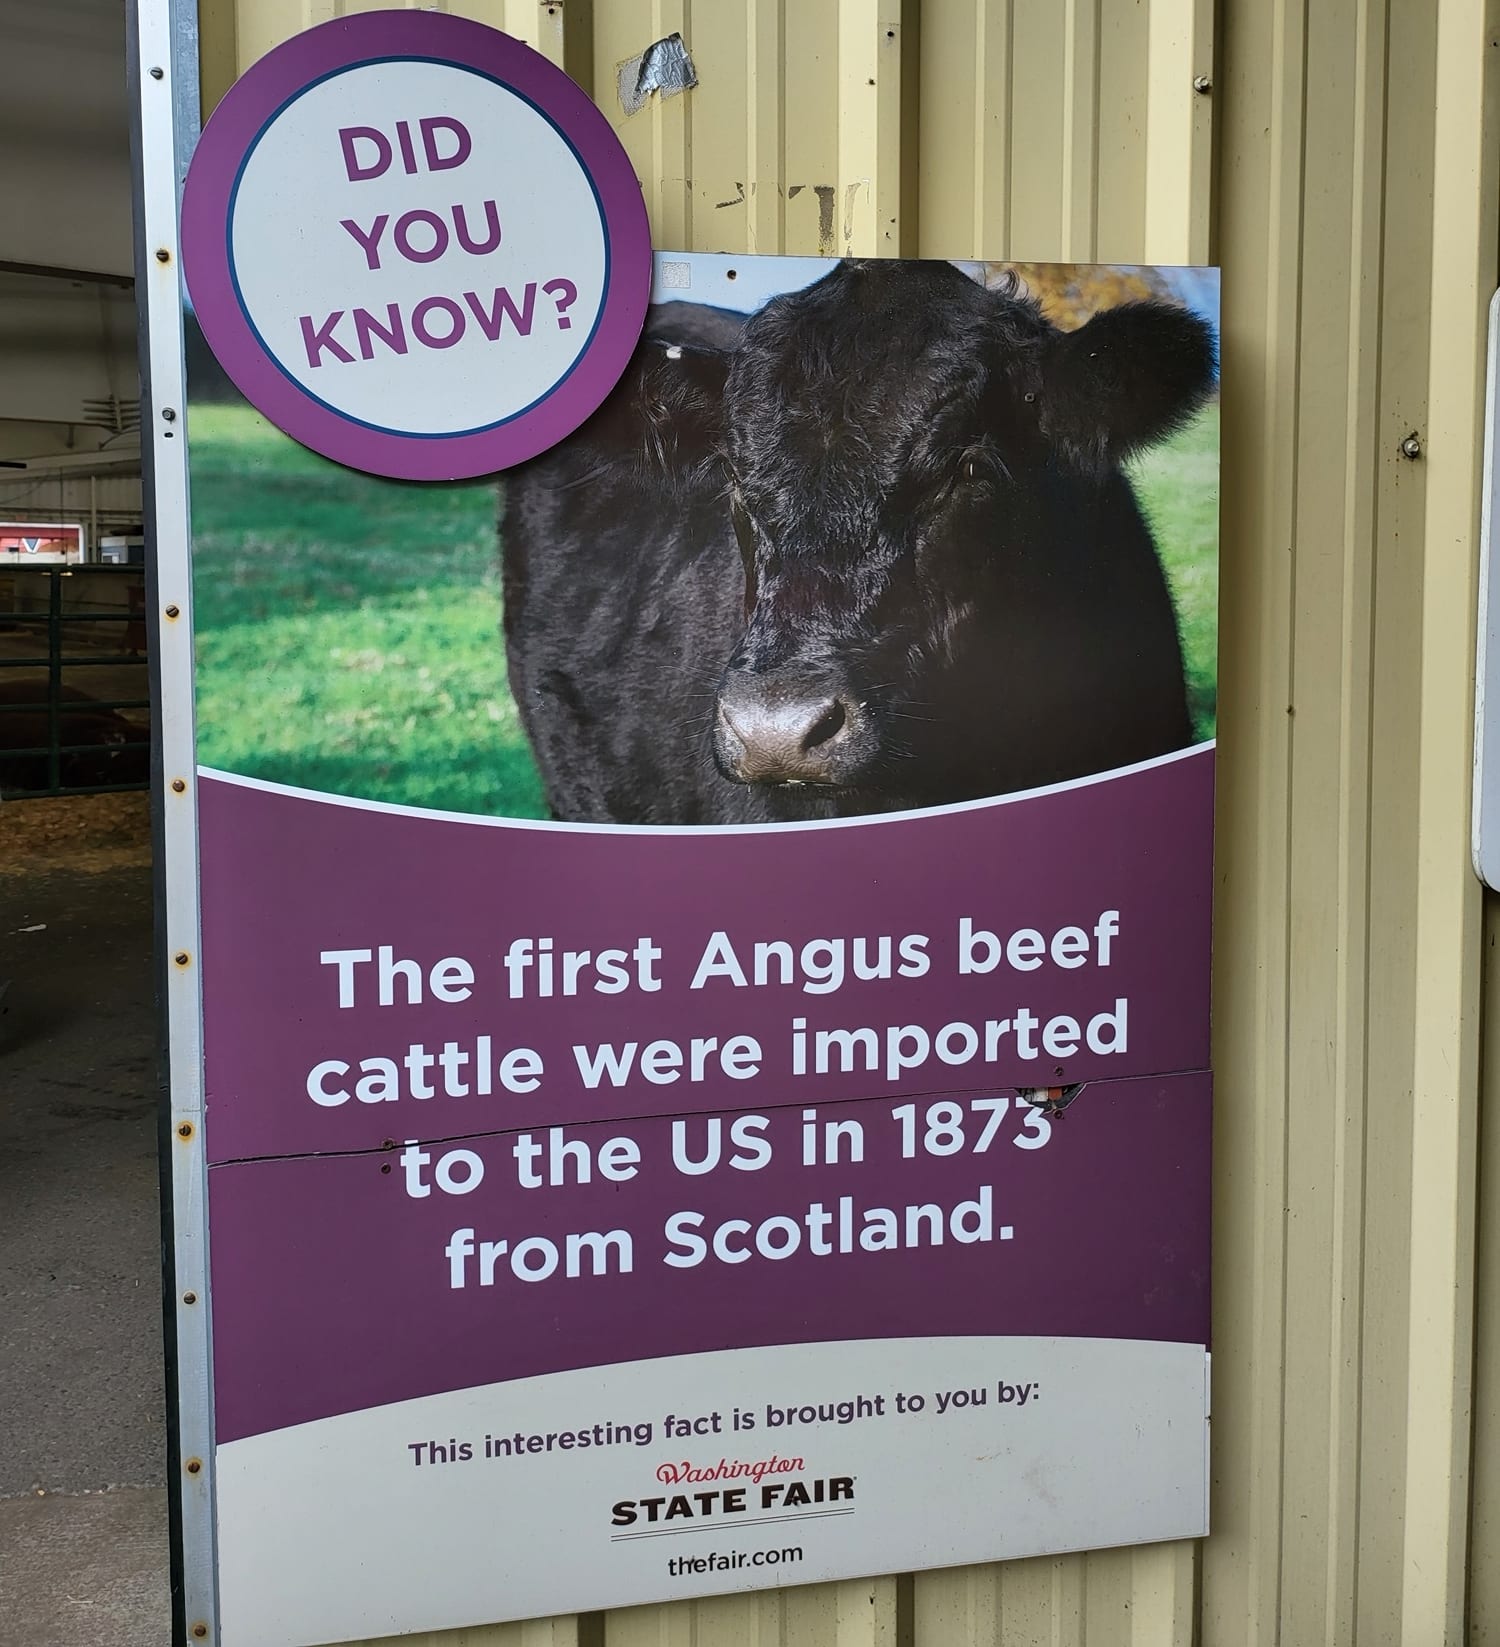 DID
YOU
KNOW?
The first Angus beef
cattle were imported
to the US in 1873
from Scotland.
This interesting fact is brought to you by:
Washington
STATE FAIR
thefair.com